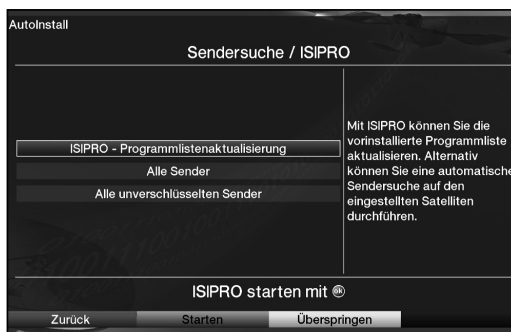 AutoInstall
Sendersuche / ISIPRO
ISIPRO - Programmlistenaktualisierung
Alle Sender
Alle unverschlüsselten Sender
Mit ISIPRO können Sie die
vorinstallierte Programmliste
aktualisieren. Alternativ
können Sie eine automatische
Sendersuche auf den
eingestellten Satelliten
durchführen.
ISIPRO starten mit ok
Zurück Starten Überspringen